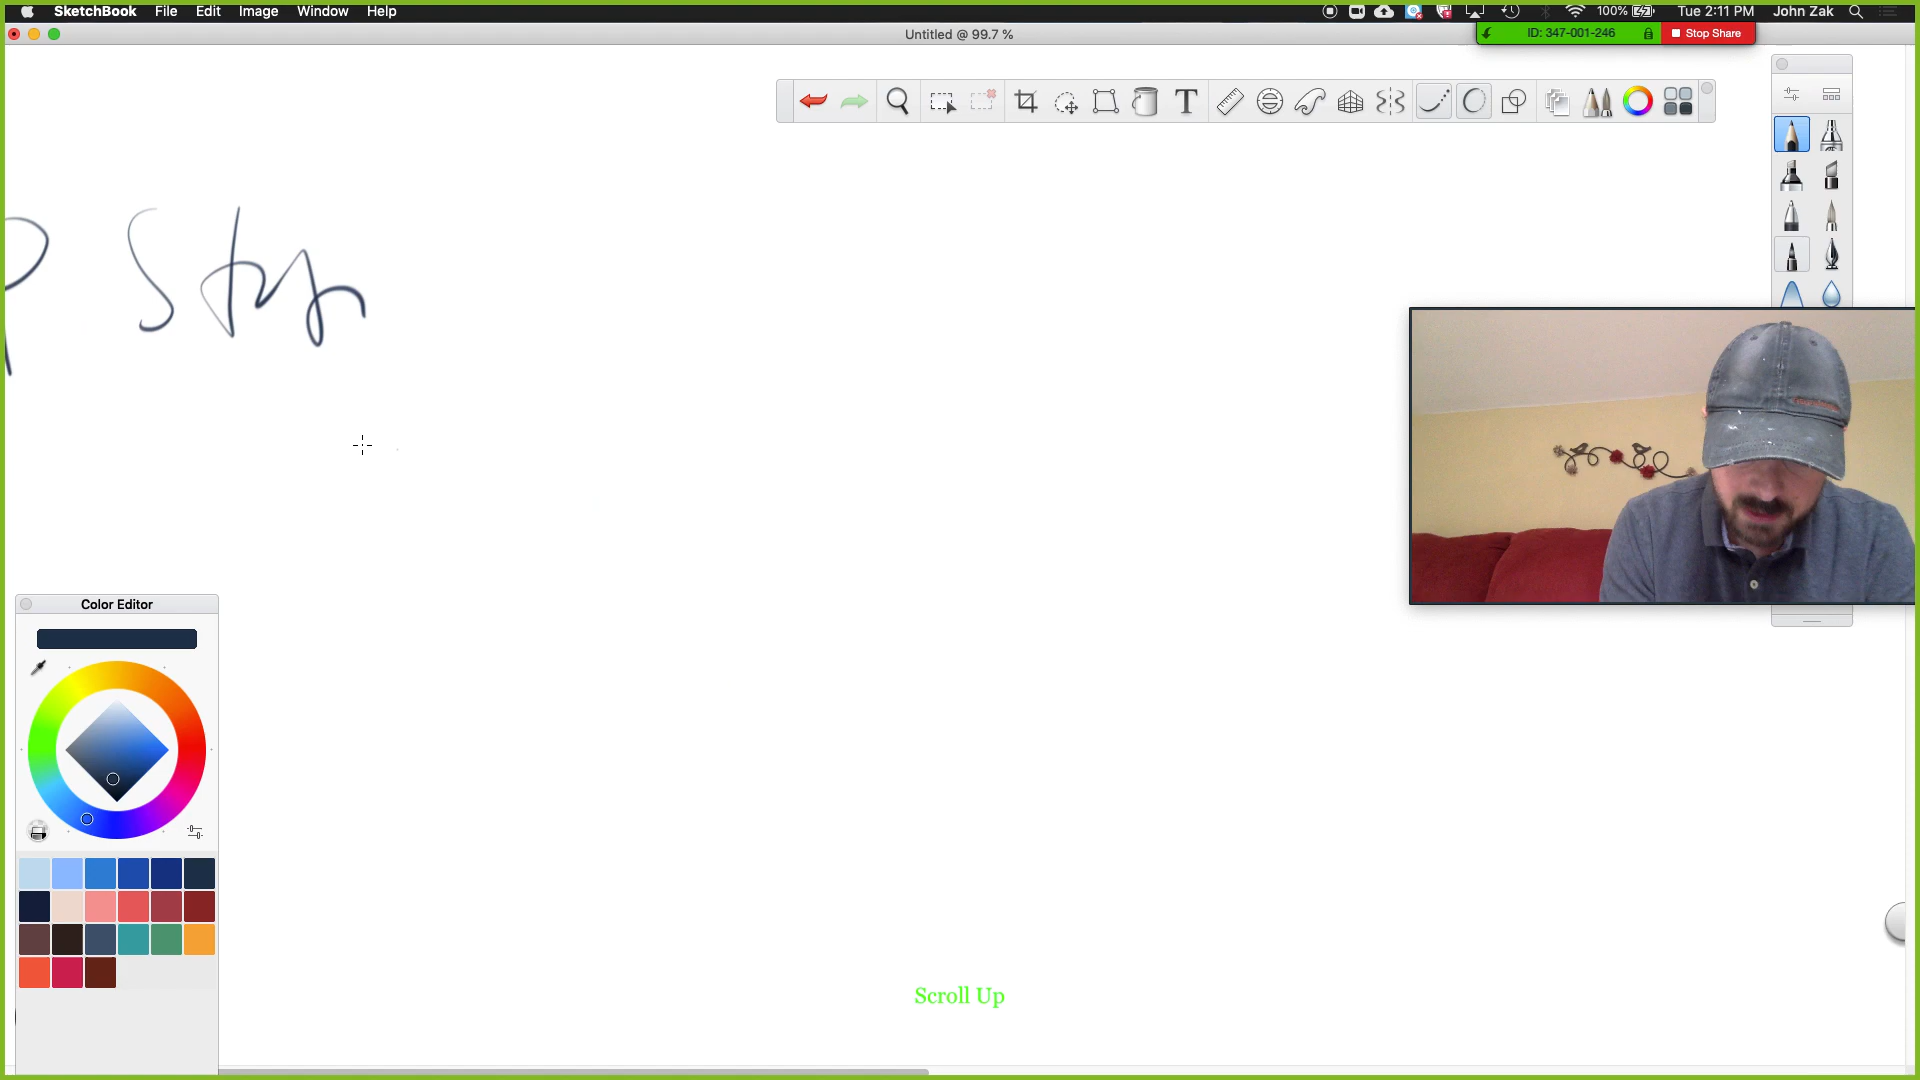 SketchBook File Edit Image Window Help 100% Tue 2:11 PM John Zak
Untitled @ 99.7 %
ID: 347-001-246 Stop Share
T
P
Color Editor
Scroll Up